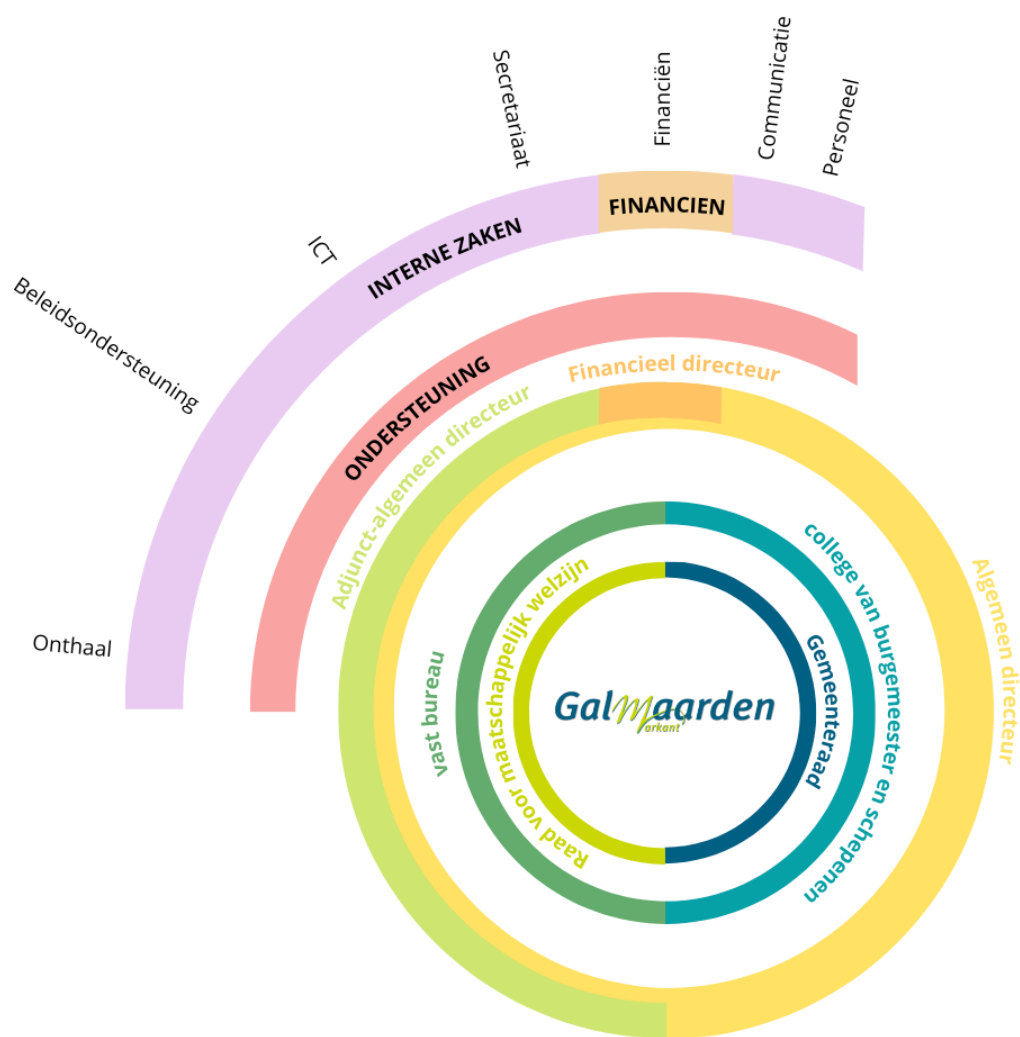 Onthaal
Beleidsondersteuning
ICT
Secretariaat
Financiën
Communicatie
Personeel
INTERNE ZAKEN
FINANCIEN
ONDERSTEUNING
Adjunct-algemeen directeur
Financieel directeur
Algemeen directeur
vast bureau
college van burgemeester en schepenen
Raad voor maatschappelijk welzijn
Gemeenteraad
Galmaarden
arkant